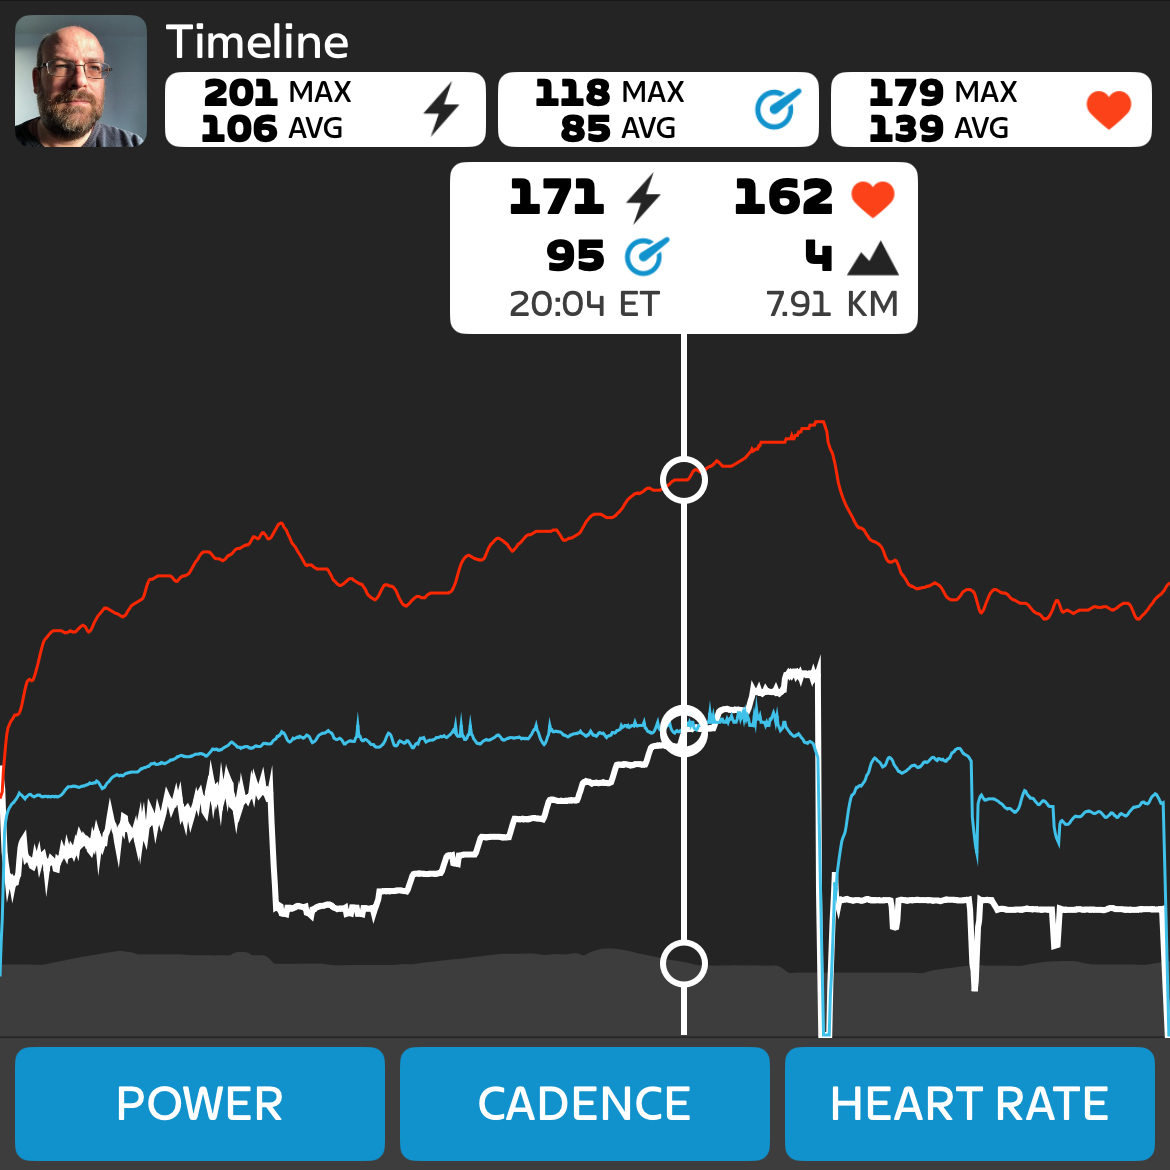 Timeline
201 MAX 118 MAX 179 MAX
106 AVG 85 AVG 139 AVG
171 162
95 4
20:04 ET 7.91 KM
POWER CADENCE HEART RATE